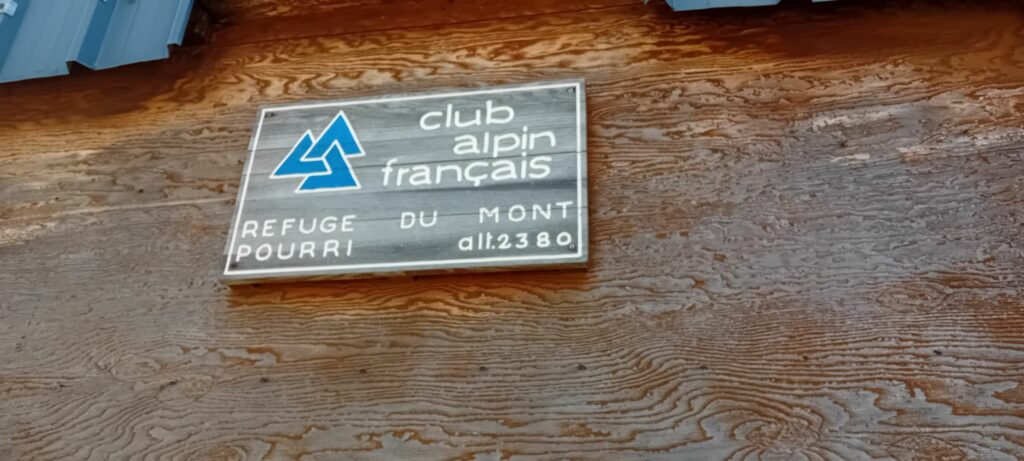 club
alpin
français
REFUGE DU MONT
POURRI alt.2380